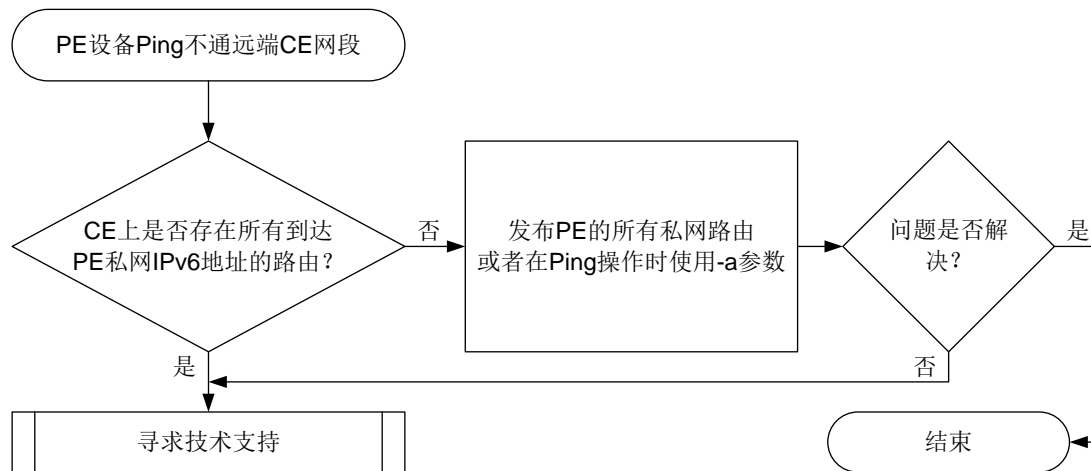 PE设备Ping不通远端CE网段
CE上是否存在所有到达
PE私网IPv6地址的路由？
否
发布PE的所有私网路由
或者在Ping操作时使用-a参数
问题是否解
决？
是
是
否
寻求技术支持
结束